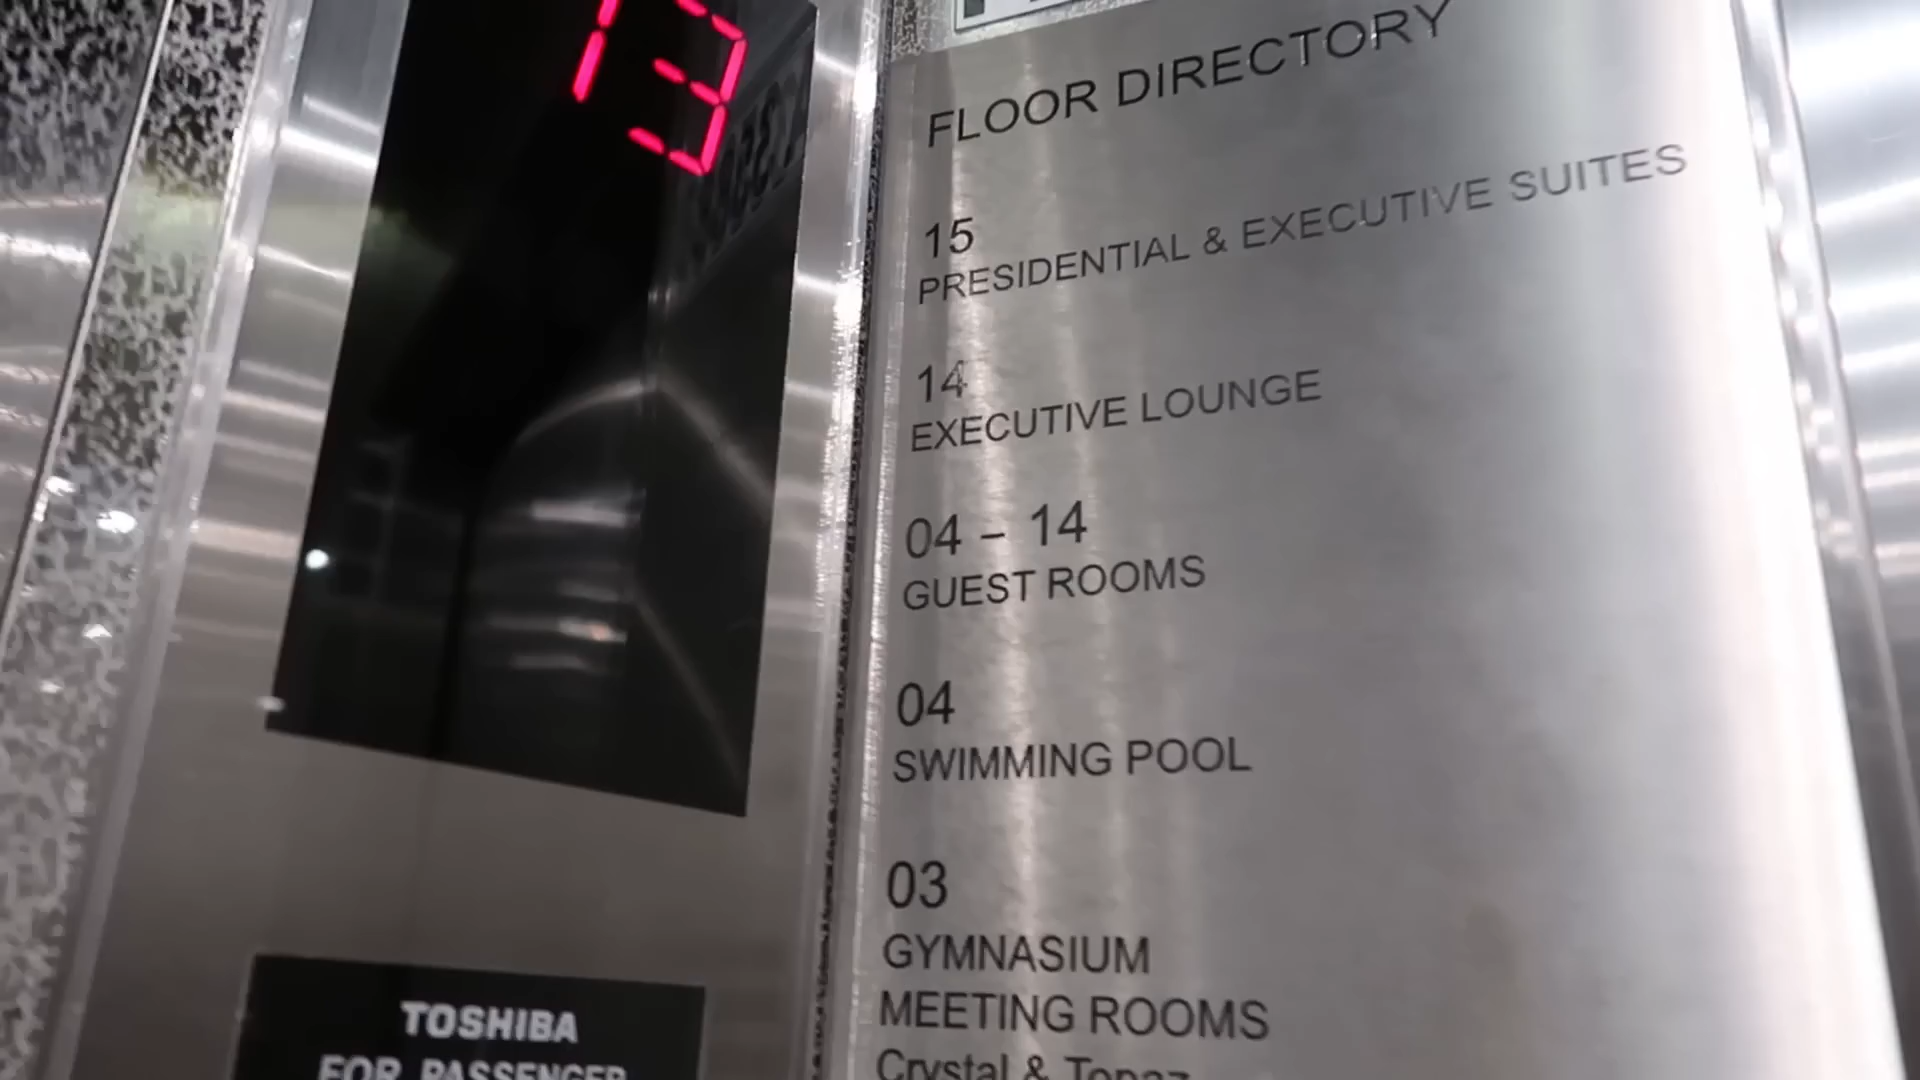 13
FLOOR DIRECTORY
15
PRESIDENTIAL & EXECUTIVE SUITES
14
EXECUTIVE LOUNGE
04 – 14
GUEST ROOMS
04
SWIMMING POOL
03
GYMNASIUM
MEETING ROOMS
Crystal & Topaz
TOSHIBA
FOR PASSENGER